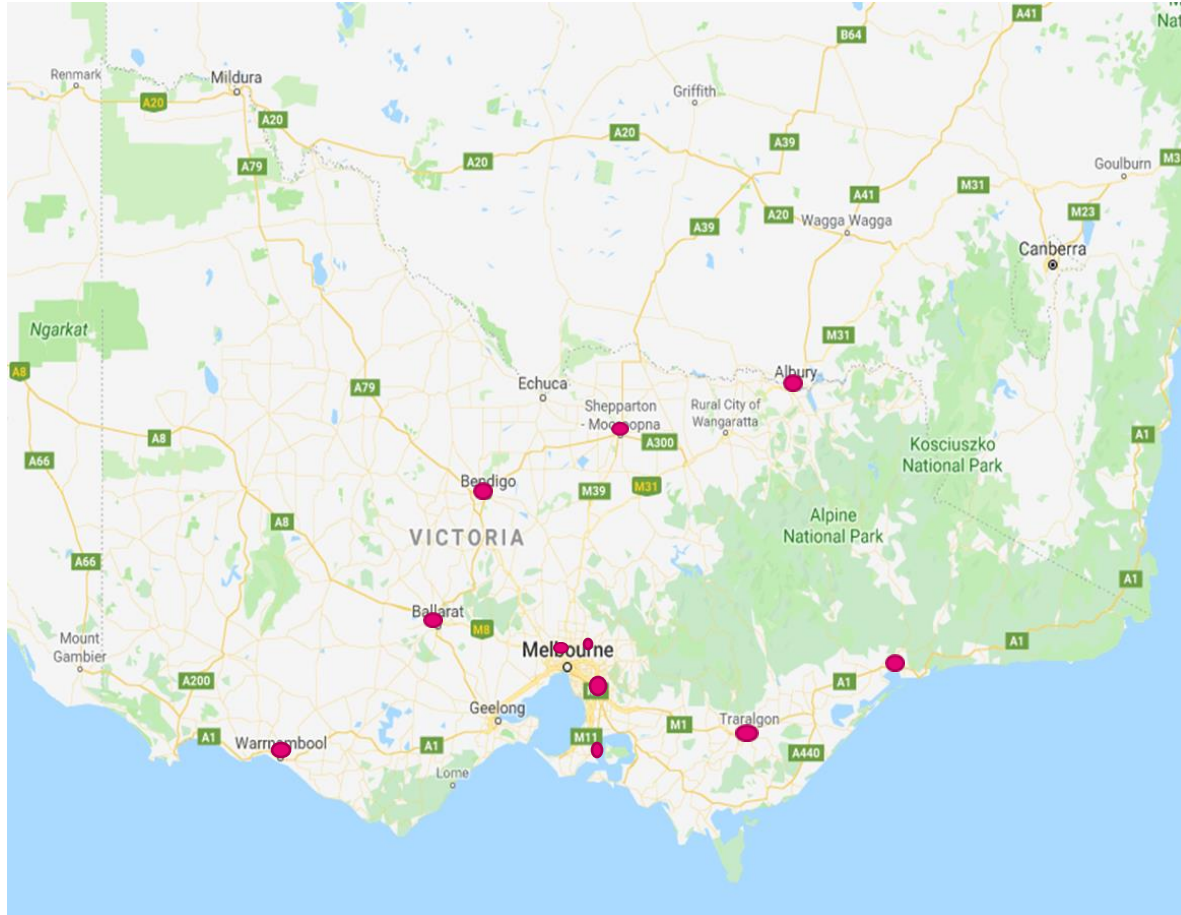 A41
B64
Renmark
Mildura
A20
A20
Griffith
A20
A20
A39
A79
Goulburn
A41
M31
A20
M23
A39
Wagga Wagga
Canberra
Ngarkat
M31
A8
A79
Echuca
Albury
Shepparton
Rural City of
Wangaratta
A8
A300
A66
A1
Kosciuszko
National Park
Bendigo
M39
M31
A8
VICTORIA
Alpine
National Park
A66
A1
Ballarat
M8
Mount
Gambier
Melbourne
A1
A200
A1
Geelong
Traralgon
M1
A1
Warrnambool
A1
M11
A440
Lorne